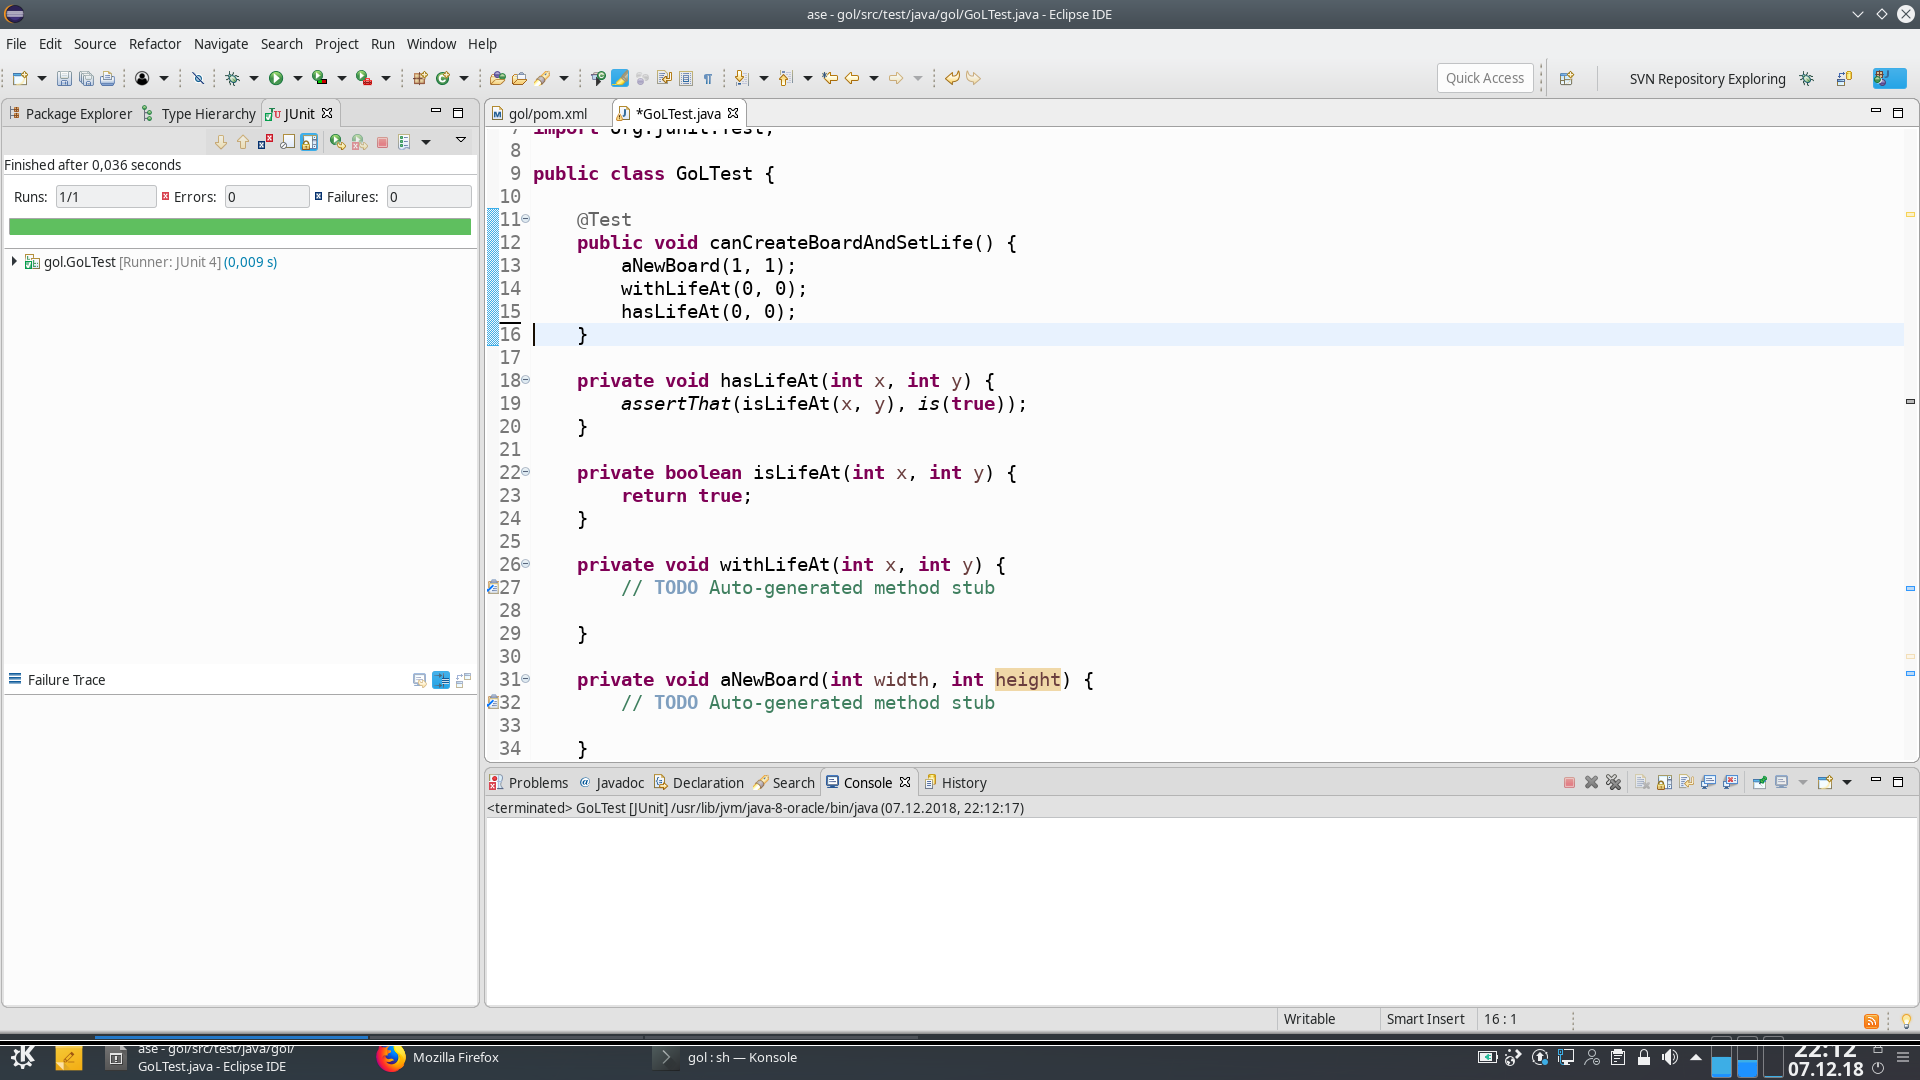 ase - gol/src/test/java/gol/GoLTest.java - Eclipse IDE
File Edit Source Refactor Navigate Search Project Run Window Help
Quick Access
SVN Repository Exploring
Package Explorer Type Hierarchy JUnit
Finished after 0,036 seconds
Runs: 1/1 Errors: 0 Failures: 0
gol.GoLTest [Runner: JUnit 4] (0,009 s)
Failure Trace
gol/pom.xml *GoLTest.java
7 import org.junit.Test;
8
9 public class GoLTest {
10
11 @Test
12 public void canCreateBoardAndSetLife() {
13 aNewBoard(1, 1);
14 withLifeAt(0, 0);
15 hasLifeAt(0, 0);
16 }
17
18 private void hasLifeAt(int x, int y) {
19 assertThat(isLifeAt(x, y), is(true));
20 }
21
22 private boolean isLifeAt(int x, int y) {
23 return true;
24 }
25
26 private void withLifeAt(int x, int y) {
27 // TODO Auto-generated method stub
28
29 }
30
31 private void aNewBoard(int width, int height) {
32 // TODO Auto-generated method stub
33
34 }
Problems Javadoc Declaration Search Console History
<terminated> GoLTest [JUnit] /usr/lib/jvm/java-8-oracle/bin/java (07.12.2018, 22:12:17)
Writable Smart Insert 16 : 1
ase - gol/src/test/java/gol/
GoLTest.java - Eclipse IDE
Mozilla Firefox
gol : sh — Konsole
22:12
07.12.18